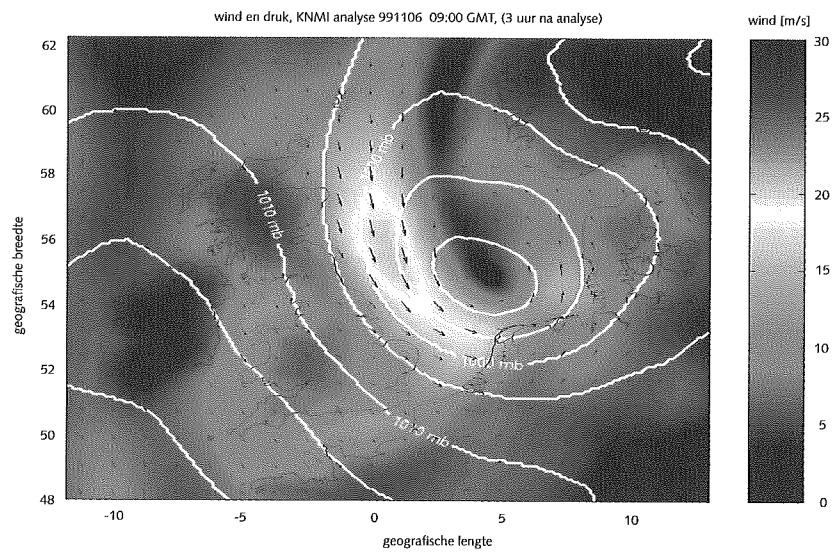 wind en druk, KNMI analyse 991106 09:00 GMT, (3 uur na analyse)
wind [m/s]
62
60
58
56
54
52
50
48
geografische breedte
-10
-5
0
5
10
geografische lengte
1010 mb
mb
1000 mb
1010 mb
30
25
20
15
10
5
0